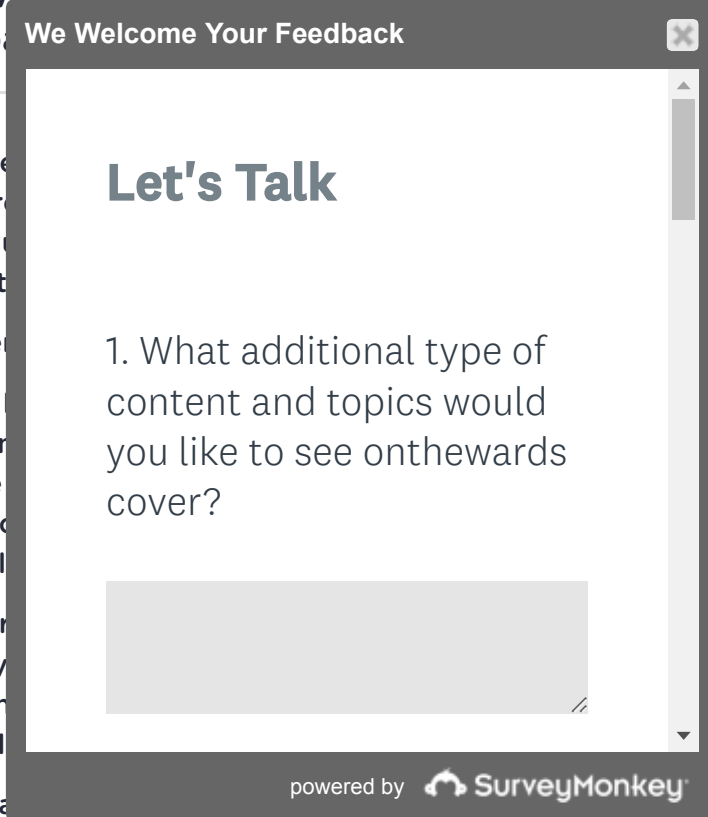 We Welcome Your Feedback
Let's Talk
1. What additional type of
content and topics would
you like to see onthewards
cover?
powered by SurveyMonkey